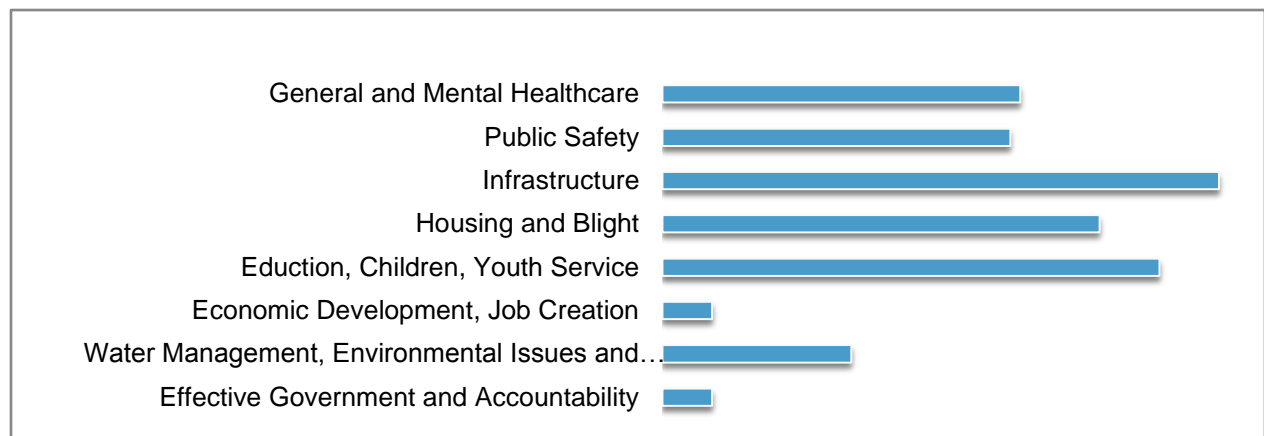 General and Mental Healthcare
Public Safety
Infrastructure
Housing and Blight
Eduction, Children, Youth Service
Economic Development, Job Creation
Water Management, Environmental Issues and…
Effective Government and Accountability